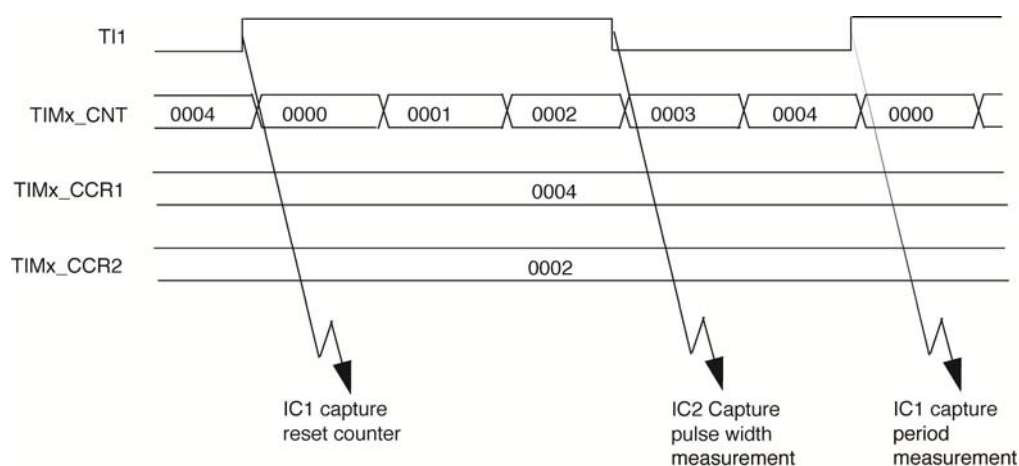 TI1
TIMx_CNT 0004 0000 0001 0002 0003 0004 0000
TIMx_CCR1 0004
TIMx_CCR2 0002
IC1 capture
reset counter
IC2 Capture
pulse width
measurement
IC1 capture
period
measurement